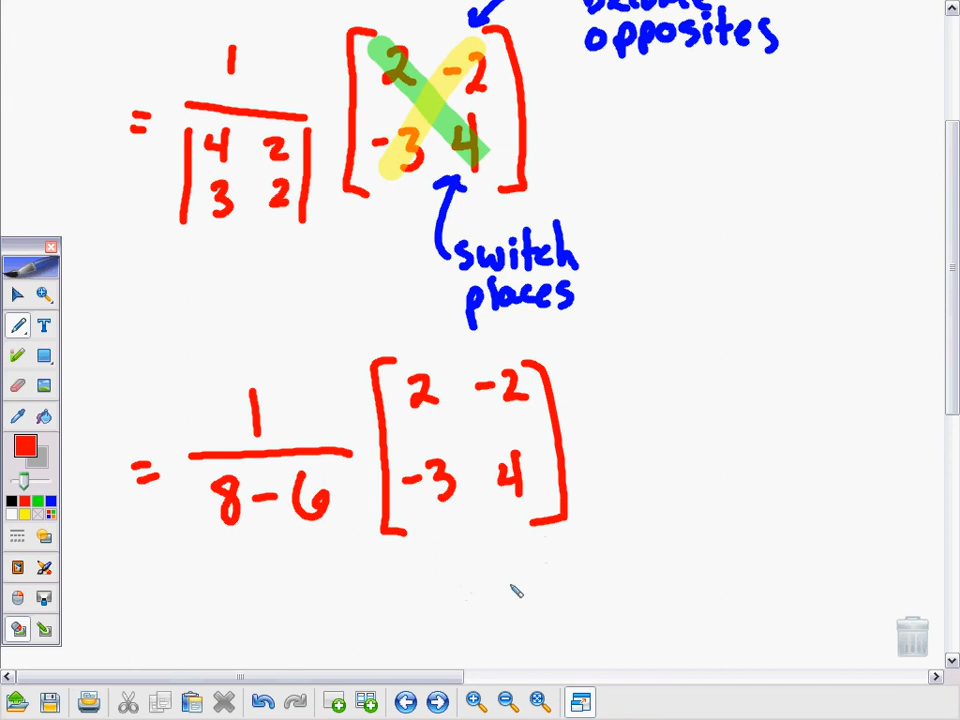 become
opposites
= 1 / |4 2| [2 -2]
|3 2| [-3 4]
switch
places
= 1 / 8-6 [2 -2]
[-3 4]
T